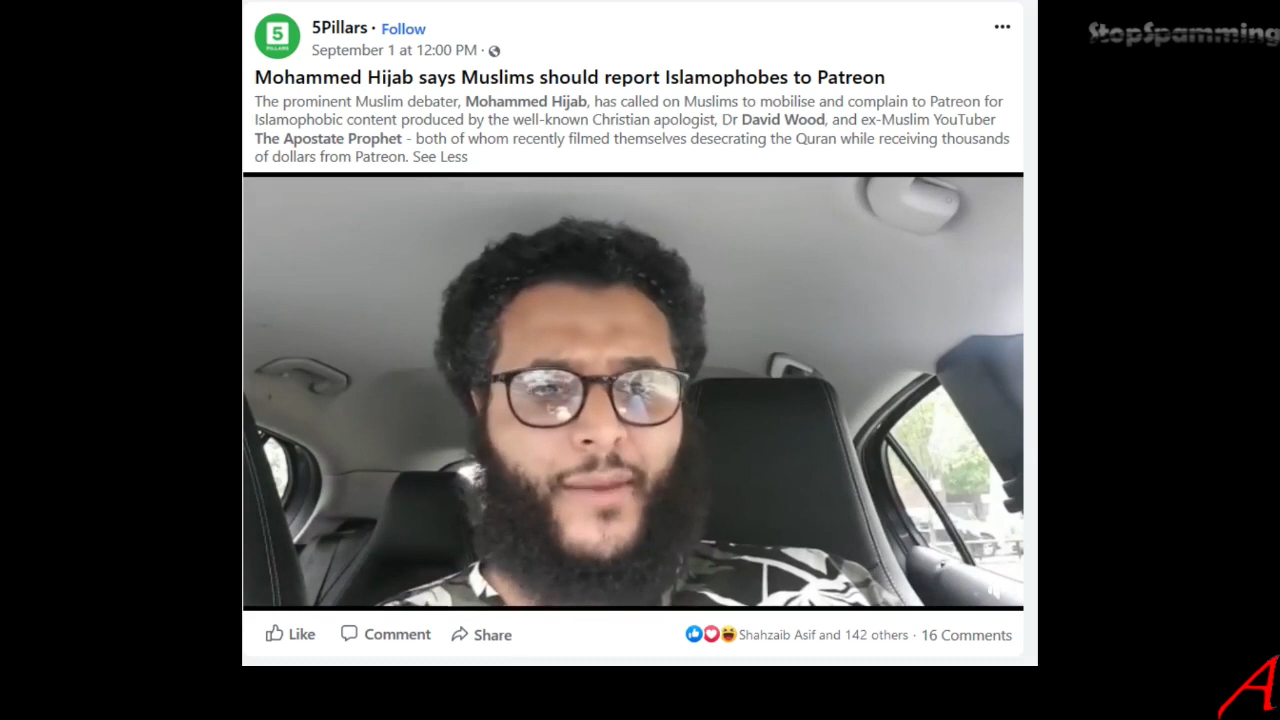 5
PILLARS
5Pillars · Follow
September 1 at 12:00 PM ·
StopSpamming
Mohammed Hijab says Muslims should report Islamophobes to Patreon
The prominent Muslim debater, Mohammed Hijab, has called on Muslims to mobilise and complain to Patreon for
Islamophobic content produced by the well-known Christian apologist, Dr David Wood, and ex-Muslim YouTuber
The Apostate Prophet - both of whom recently filmed themselves desecrating the Quran while receiving thousands
of dollars from Patreon. See Less
Like Comment Share Shahzaib Asif and 142 others · 16 Comments
A